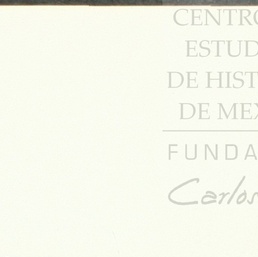 CENTRO
ESTUD
DE HIST
DE MEX
FUNDA
Carlos